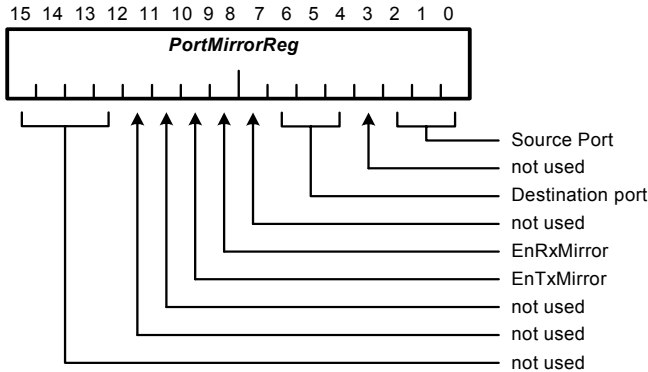 15 14 13 12 11 10 9 8 7 6 5 4 3 2 1 0
PortMirrorReg
Source Port
not used
Destination port
not used
EnRxMirror
EnTxMirror
not used
not used
not used